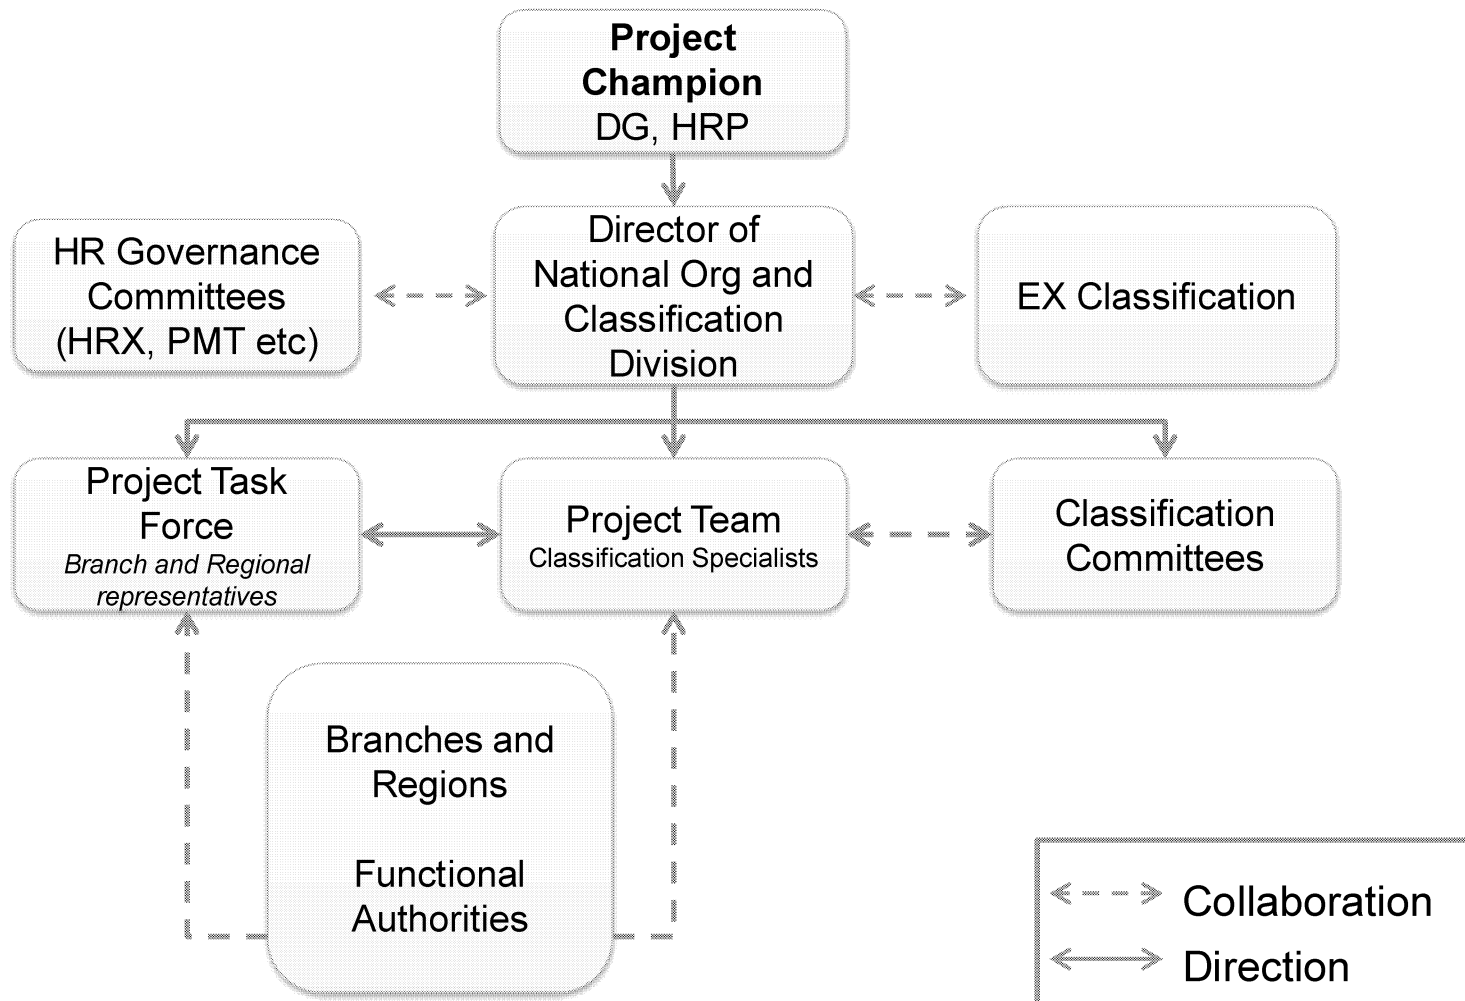 Project
Champion
DG, HRP
HR Governance
Committees
(HRX, PMT etc)
Director of
National Org and
Classification
Division
EX Classification
Project Task
Force
Branch and Regional
representatives
Project Team
Classification Specialists
Classification
Committees
Branches and
Regions
Functional
Authorities
Collaboration
Direction